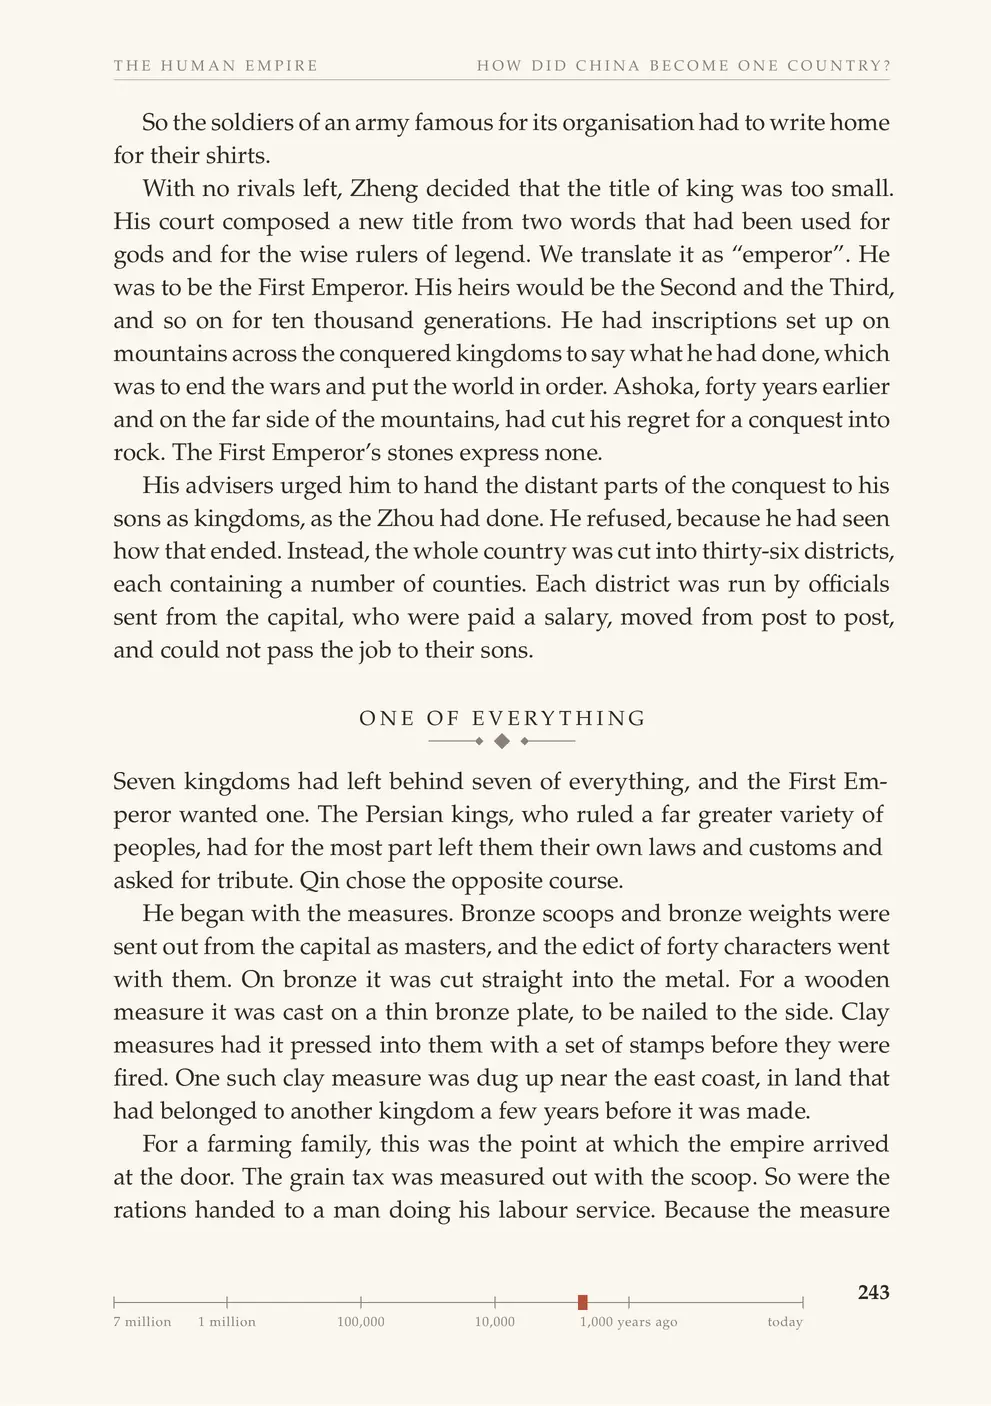 THE HUMAN EMPIRE
HOW DID CHINA BECOME ONE COUNTRY?
So the soldiers of an army famous for its organisation had to write home
for their shirts.
With no rivals left, Zheng decided that the title of king was too small.
His court composed a new title from two words that had been used for
gods and for the wise rulers of legend. We translate it as “emperor”. He
was to be the First Emperor. His heirs would be the Second and the Third,
and so on for ten thousand generations. He had inscriptions set up on
mountains across the conquered kingdoms to say what he had done, which
was to end the wars and put the world in order. Ashoka, forty years earlier
and on the far side of the mountains, had cut his regret for a conquest into
rock. The First Emperor’s stones express none.
His advisers urged him to hand the distant parts of the conquest to his
sons as kingdoms, as the Zhou had done. He refused, because he had seen
how that ended. Instead, the whole country was cut into thirty-six districts,
each containing a number of counties. Each district was run by officials
sent from the capital, who were paid a salary, moved from post to post,
and could not pass the job to their sons.
ONE OF EVERYTHING
Seven kingdoms had left behind seven of everything, and the First Em-
peror wanted one. The Persian kings, who ruled a far greater variety of
peoples, had for the most part left them their own laws and customs and
asked for tribute. Qin chose the opposite course.
He began with the measures. Bronze scoops and bronze weights were
sent out from the capital as masters, and the edict of forty characters went
with them. On bronze it was cut straight into the metal. For a wooden
measure it was cast on a thin bronze plate, to be nailed to the side. Clay
measures had it pressed into them with a set of stamps before they were
fired. One such clay measure was dug up near the east coast, in land that
had belonged to another kingdom a few years before it was made.
For a farming family, this was the point at which the empire arrived
at the door. The grain tax was measured out with the scoop. So were the
rations handed to a man doing his labour service. Because the measure
243
7 million
1 million
100,000
10,000
1,000 years ago
today